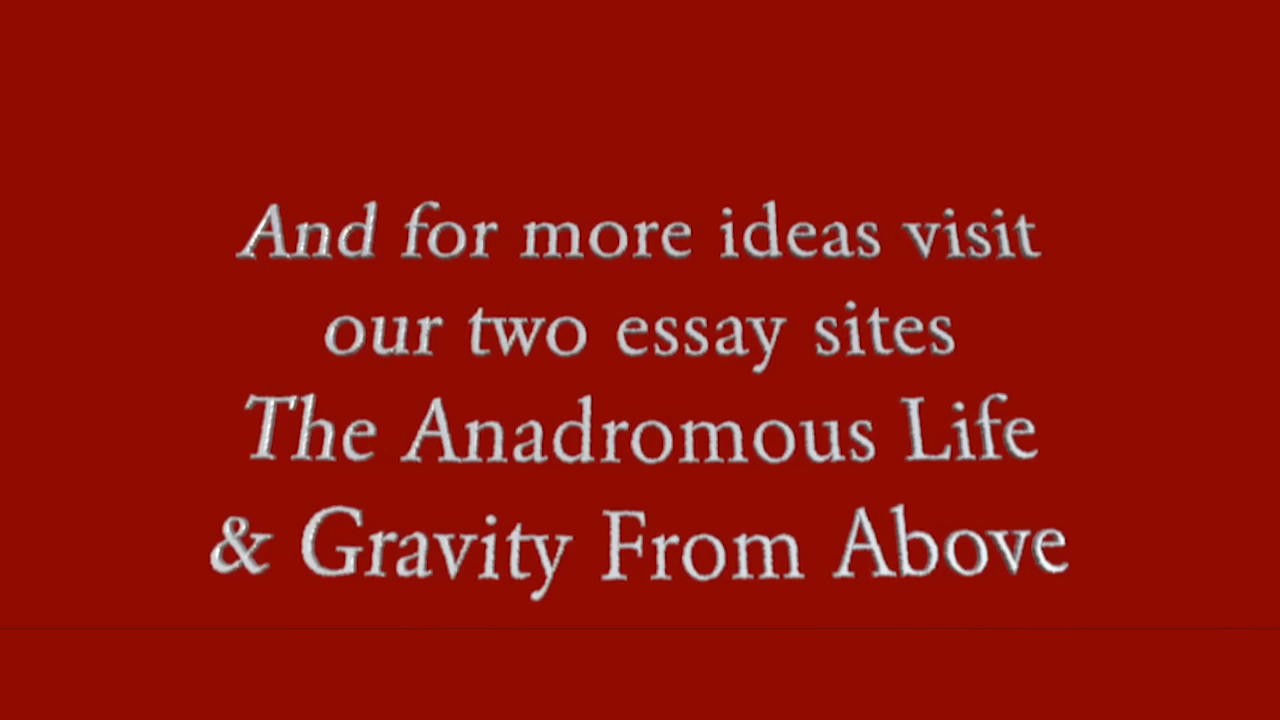 And for more ideas visit
our two essay sites
The Anadromous Life
& Gravity From Above